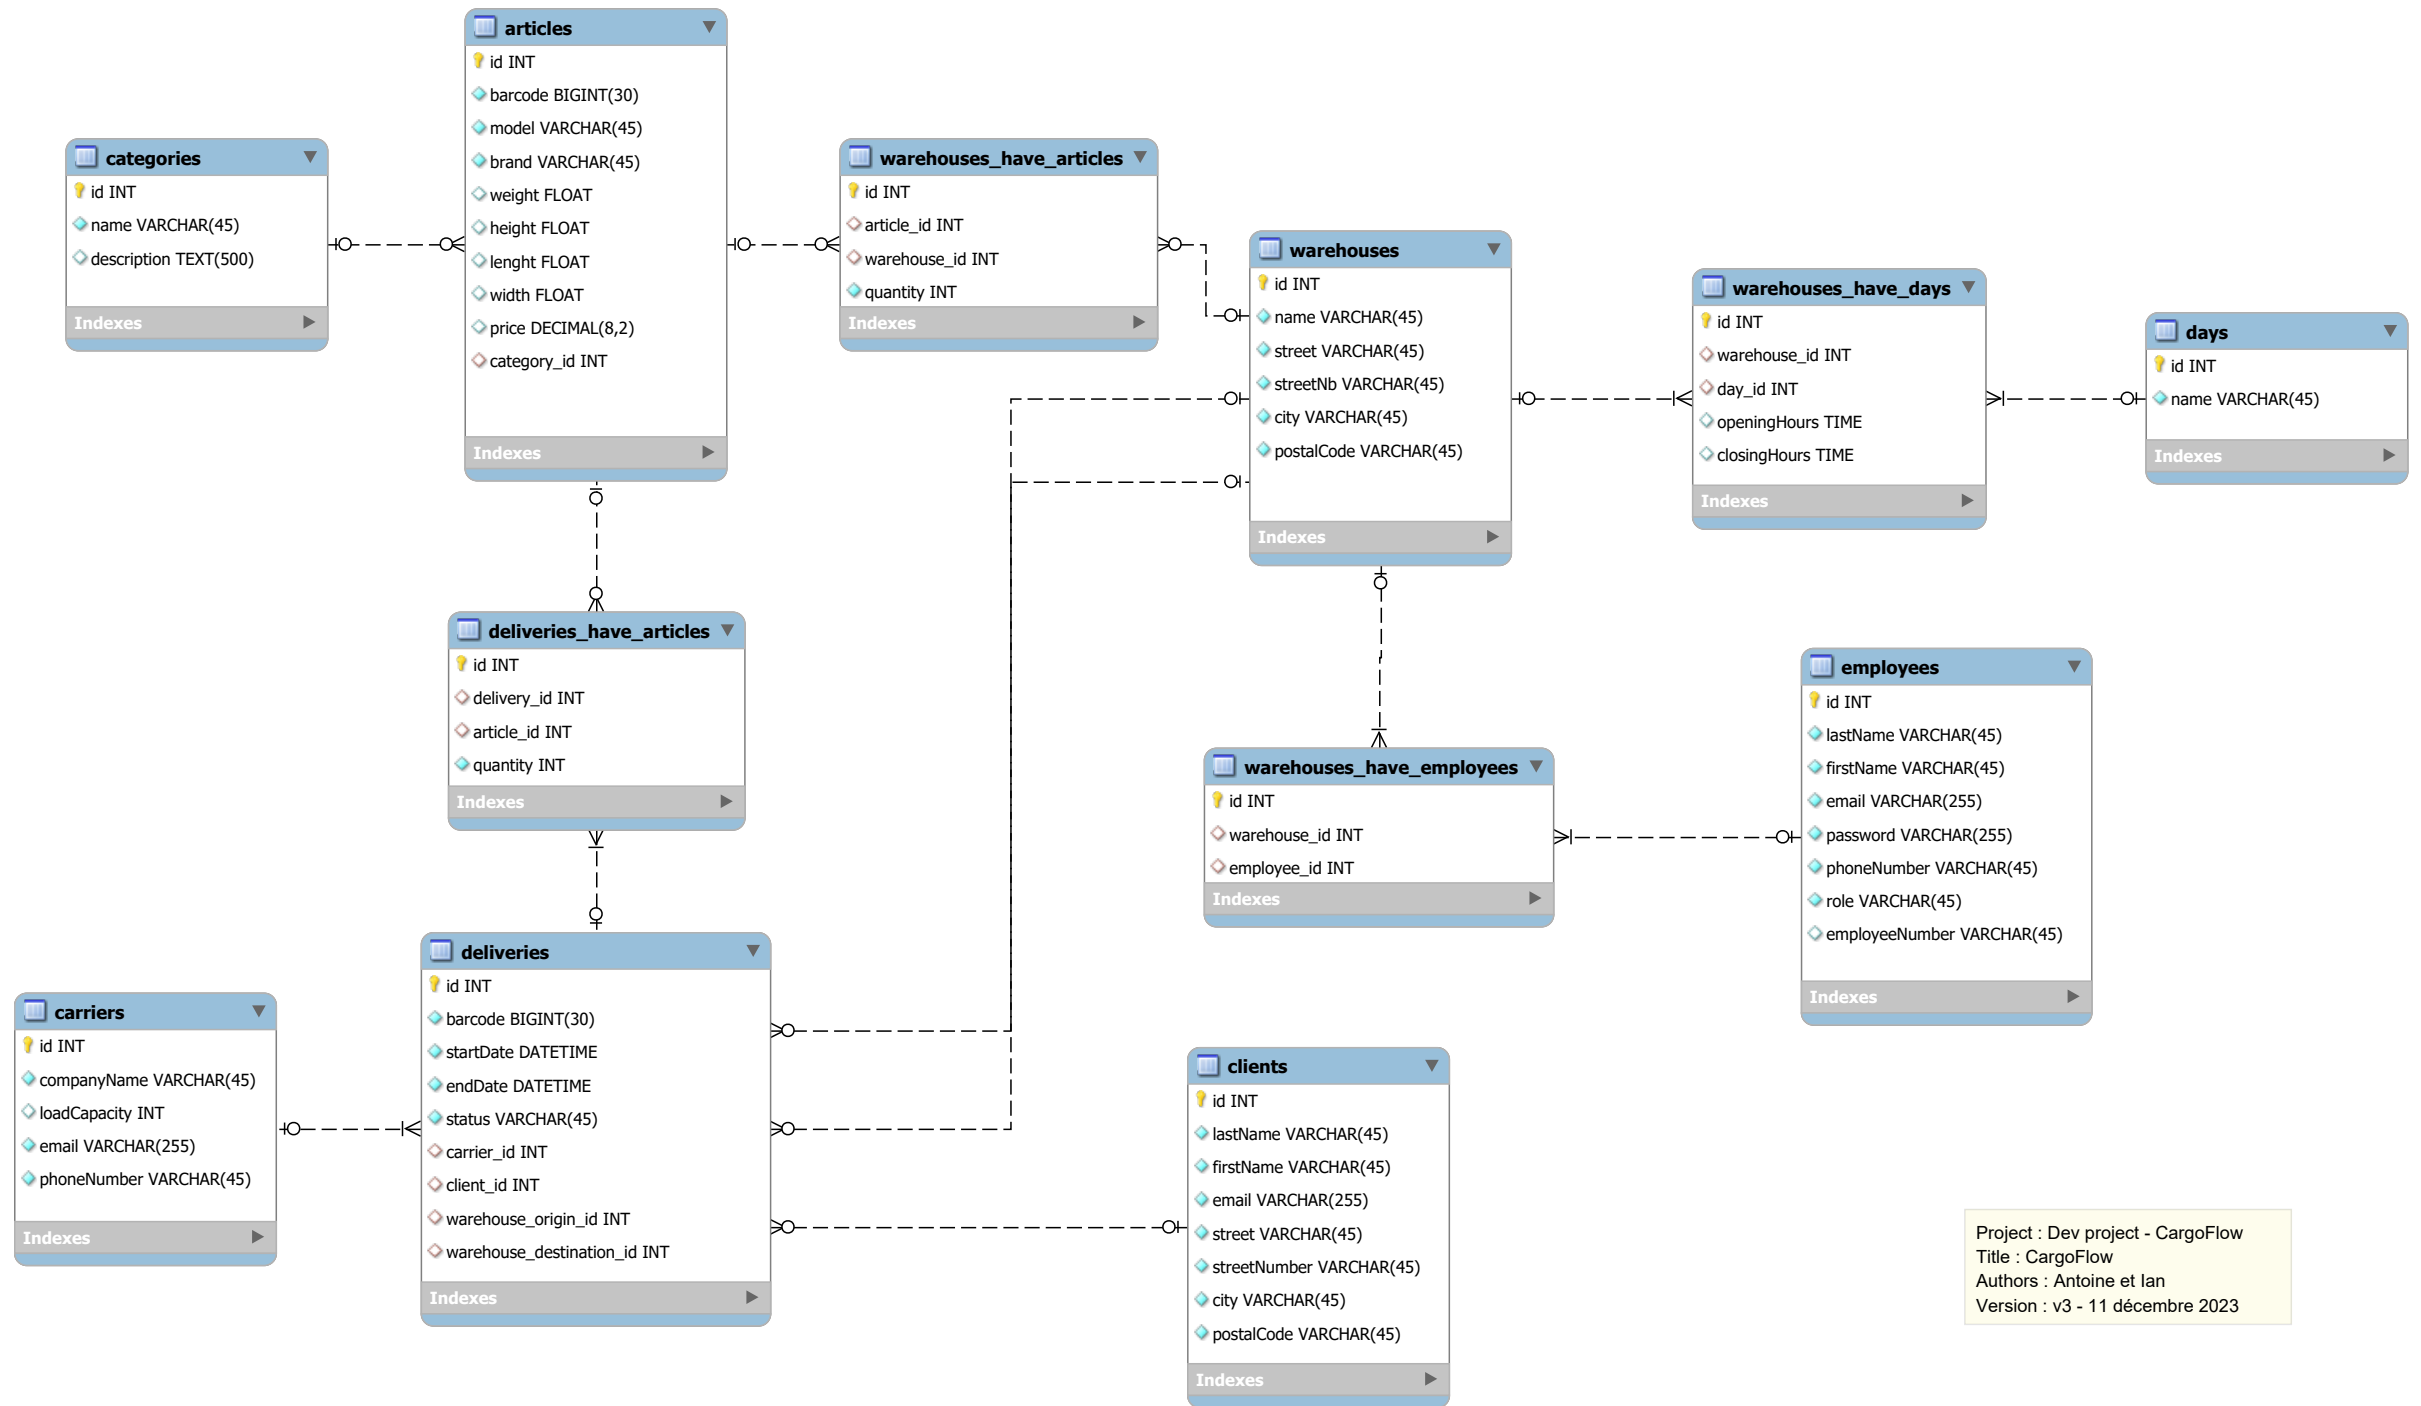 articles
id INT
barcode BIGINT(30)
model VARCHAR(45)
brand VARCHAR(45)
weight FLOAT
height FLOAT
lenght FLOAT
width FLOAT
price DECIMAL(8,2)
category_id INT
Indexes
categories
id INT
name VARCHAR(45)
description TEXT(500)
Indexes
warehouses_have_articles
id INT
article_id INT
warehouse_id INT
quantity INT
Indexes
warehouses
id INT
name VARCHAR(45)
street VARCHAR(45)
streetNb VARCHAR(45)
city VARCHAR(45)
postalCode VARCHAR(45)
Indexes
warehouses_have_days
id INT
warehouse_id INT
day_id INT
openingHours TIME
closingHours TIME
Indexes
days
id INT
name VARCHAR(45)
Indexes
deliveries_have_articles
id INT
delivery_id INT
article_id INT
quantity INT
Indexes
warehouses_have_employees
id INT
warehouse_id INT
employee_id INT
Indexes
employees
id INT
lastName VARCHAR(45)
firstName VARCHAR(45)
email VARCHAR(255)
password VARCHAR(255)
phoneNumber VARCHAR(45)
role VARCHAR(45)
employeeNumber VARCHAR(45)
Indexes
carriers
id INT
companyName VARCHAR(45)
loadCapacity INT
email VARCHAR(255)
phoneNumber VARCHAR(45)
Indexes
deliveries
id INT
barcode BIGINT(30)
startDate DATETIME
endDate DATETIME
status VARCHAR(45)
carrier_id INT
client_id INT
warehouse_origin_id INT
warehouse_destination_id INT
Indexes
clients
id INT
lastName VARCHAR(45)
firstName VARCHAR(45)
email VARCHAR(255)
street VARCHAR(45)
streetNumber VARCHAR(45)
city VARCHAR(45)
postalCode VARCHAR(45)
Indexes
Project : Dev project - CargoFlow
Title : CargoFlow
Authors : Antoine et Ian
Version : v3 - 11 décembre 2023